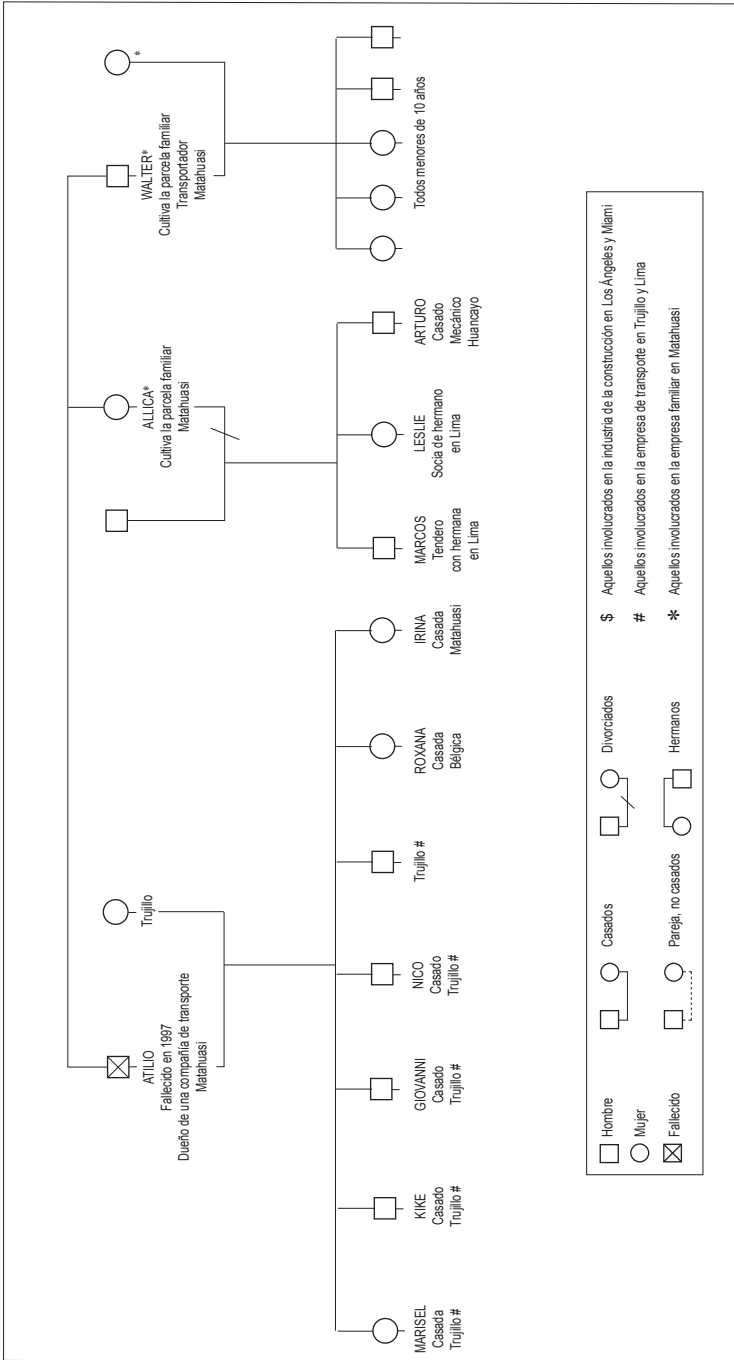 ATILIO
Fallecido en 1997
Dueño de una compañía de transporte
Matahuasi
Trujillo
ALLICA*
Cultiva la parcela familiar
Matahuasi
WALTER*
Cultiva la parcela familiar
Transportador
Matahuasi
*
MARISEL
Casada
Trujillo #
KIKE
Casado
Trujillo #
GIOVANNI
Casado
Trujillo #
NICO
Casado
Trujillo #
Trujillo #
ROXANA
Casada
Bélgica
IRINA
Casada
Matahuasi
MARCOS
Tendero
con hermana
en Lima
LESLIE
Socia de hermano
en Lima
ARTURO
Casado
Mecánico
Huancayo
Todos menores de 10 años
Hombre
Mujer
Fallecido
Casados
Pareja, no casados
Divorciados
Hermanos
$ Aquellos involucrados en la industria de la construcción en Los Ángeles y Miami
# Aquellos involucrados en la empresa de transporte en Trujillo y Lima
* Aquellos involucrados en la empresa familiar en Matahuasi